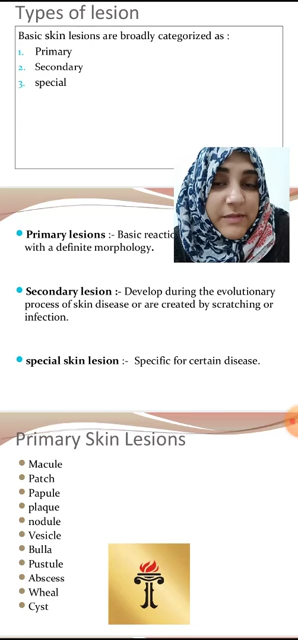 Types of lesion
Basic skin lesions are broadly categorized as :
1. Primary
2. Secondary
3. special
Primary lesions :- Basic
with a definite morphology.
Secondary lesion :- Develop during the evolutionary
process of skin disease or are created by scratching or
infection.
special skin lesion :- Specific for certain disease.
Primary Skin Lesions
Macule
Patch
Papule
plaque
nodule
Vesicle
Bulla
Pustule
Abscess
Wheal
Cyst